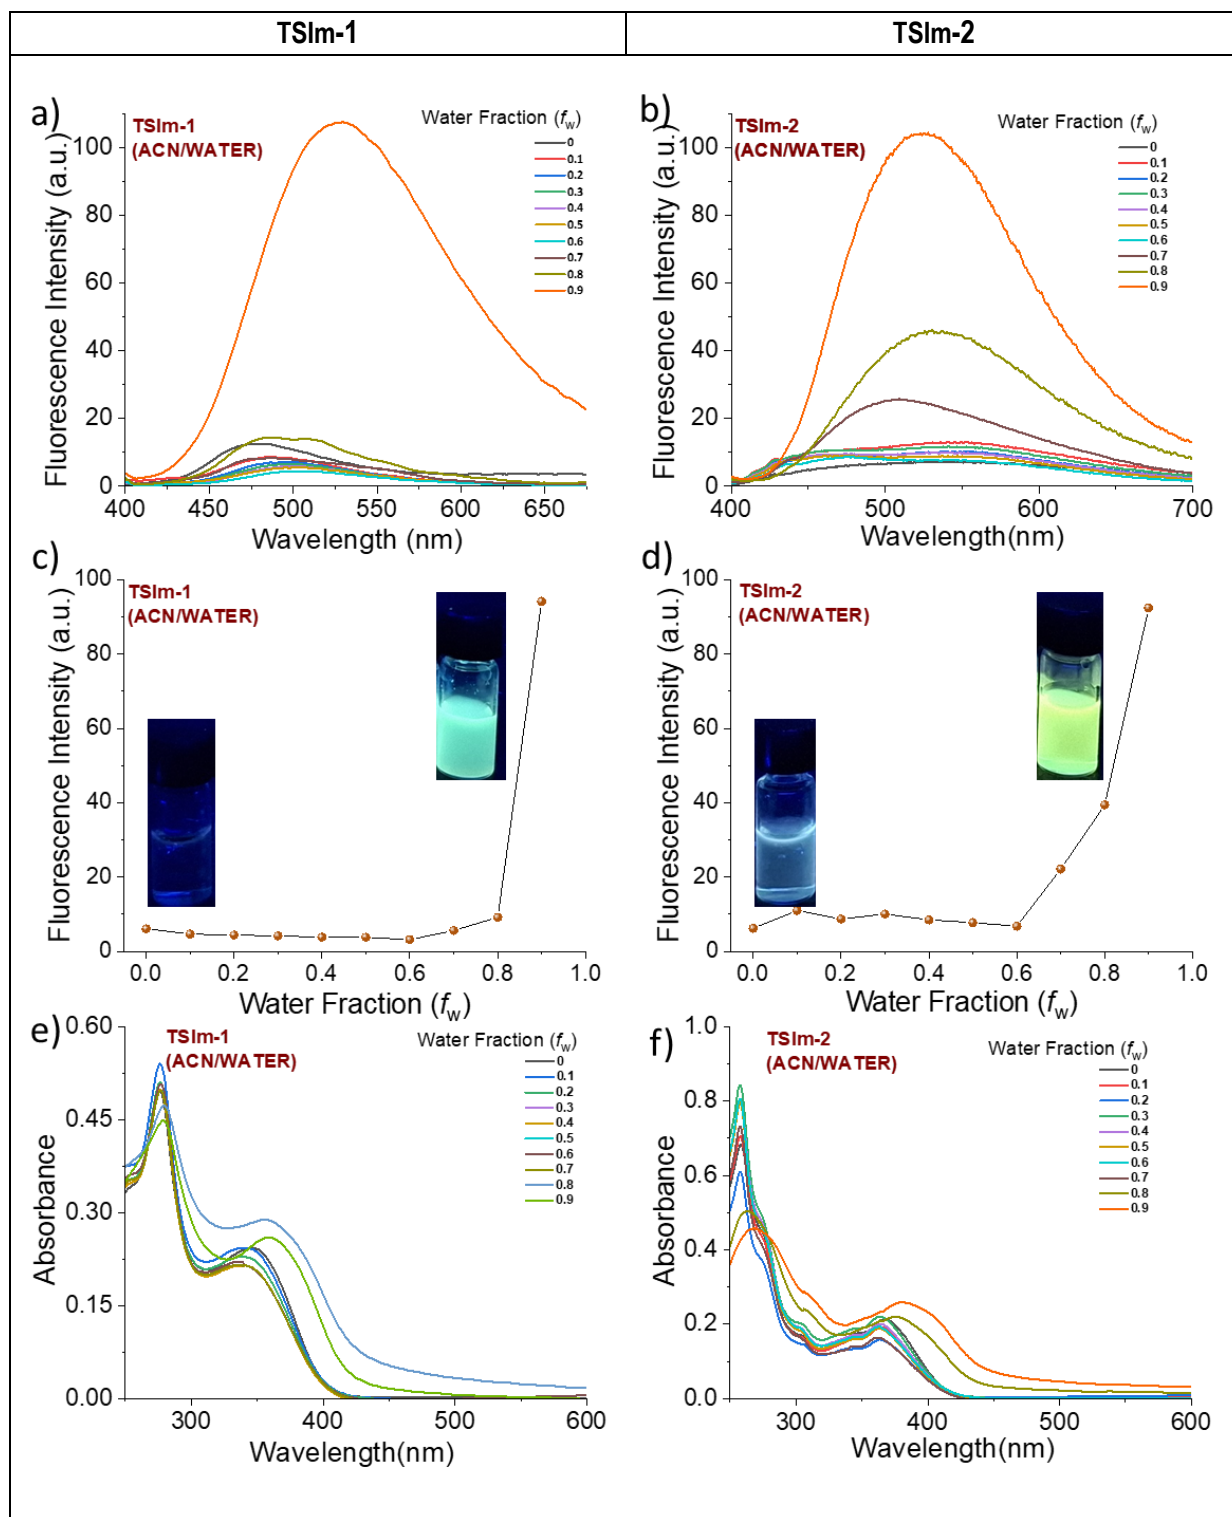 TSIm-1
TSIm-2
a)
TSIm-1
(ACN/WATER)
Water Fraction (fw)
0
0.1
0.2
0.3
0.4
0.5
0.6
0.7
0.8
0.9
Fluorescence Intensity (a.u.)
100
80
60
40
20
0
400 450 500 550 600 650
Wavelength (nm)
b)
TSIm-2
(ACN/WATER)
Water Fraction (fw)
0
0.1
0.2
0.3
0.4
0.5
0.6
0.7
0.8
0.9
Fluorescence Intensity (a.u.)
100
80
60
40
20
0
400 500 600 700
Wavelength(nm)
c)
TSIm-1
(ACN/WATER)
Fluorescence Intensity (a.u.)
100
80
60
40
20
0
0.0 0.2 0.4 0.6 0.8 1.0
Water Fraction (fw)
d)
TSIm-2
(ACN/WATER)
Fluorescence Intensity (a.u.)
100
80
60
40
20
0
0.0 0.2 0.4 0.6 0.8 1.0
Water Fraction (fw)
e)
TSIm-1
(ACN/WATER)
Water Fraction (fw)
0
0.1
0.2
0.3
0.4
0.5
0.6
0.7
0.8
0.9
Absorbance
0.60
0.45
0.30
0.15
0.00
300 400 500 600
Wavelength(nm)
f)
TSIm-2
(ACN/WATER)
Water Fraction (fw)
0
0.1
0.2
0.3
0.4
0.5
0.6
0.7
0.8
0.9
Absorbance
1.0
0.8
0.6
0.4
0.2
0.0
300 400 500 600
Wavelength(nm)